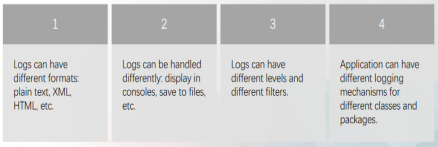 1
Logs can have
different formats:
plain text, XML,
HTML, etc.
2
Logs can be handled
differently: display in
consoles, save to files,
etc.
3
Logs can have
different levels and
different filters.
4
Application can have
different logging
mechanisms for
different classes and
packages.